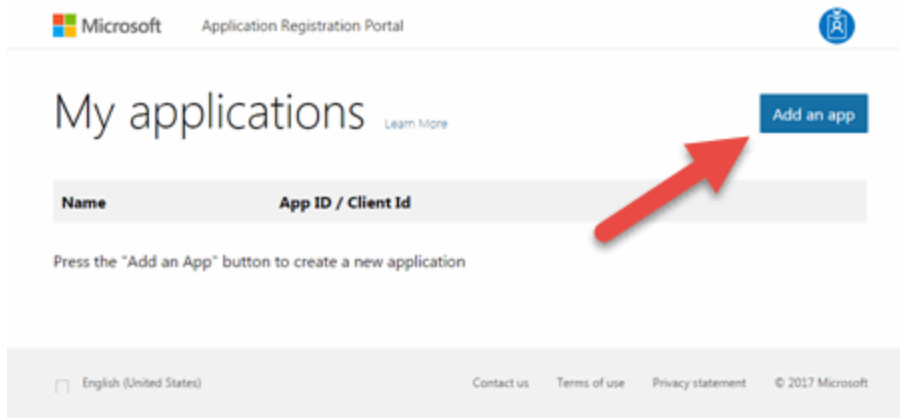 Microsoft Application Registration Portal
My applications Learn More
Add an app
Name App ID / Client Id
Press the "Add an App" button to create a new application
English (United States) Contact us Terms of use Privacy statement © 2017 Microsoft